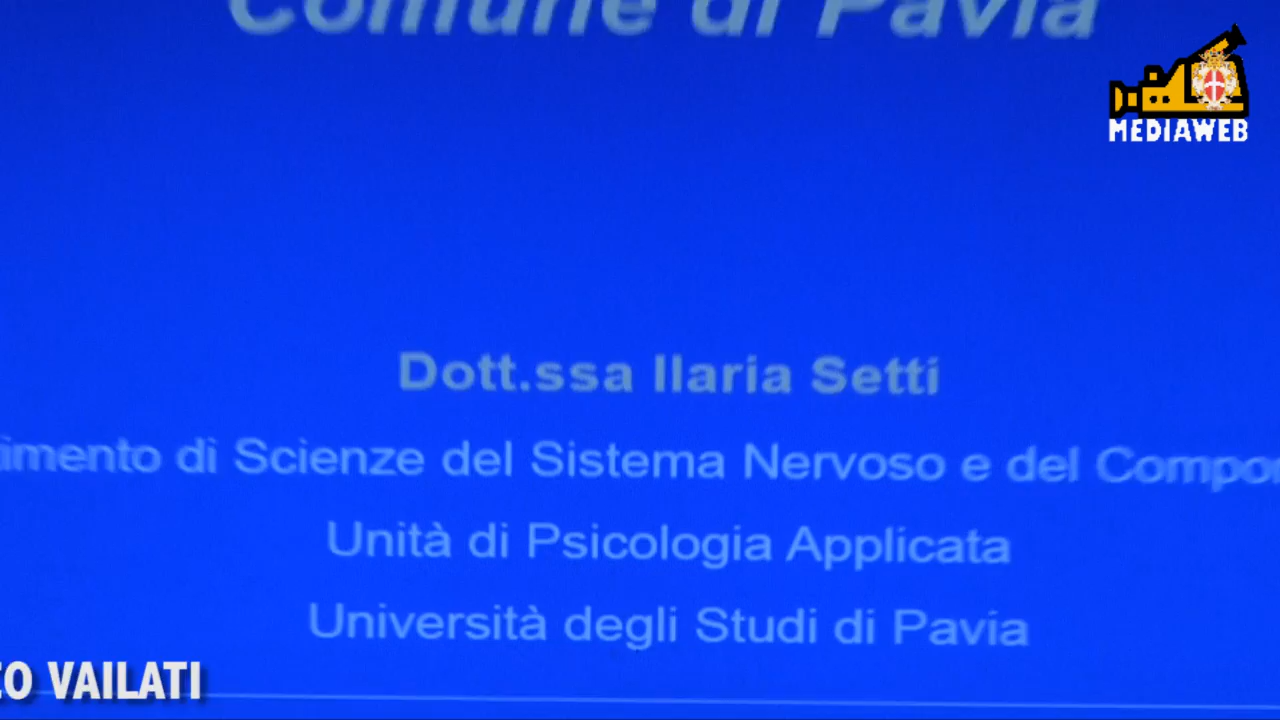 Comune di Pavia
MEDIAWEB
Dott.ssa Ilaria Setti
di Scienze del Sistema Nervoso e del
Unità di Psicologia Applicata
Università degli Studi di Pavia
VAILATI